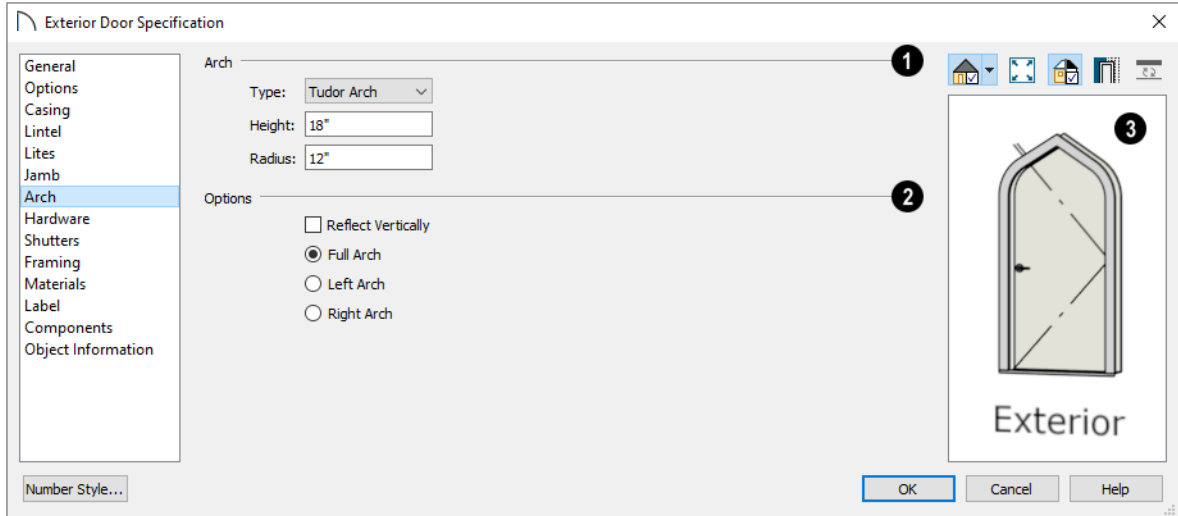 Exterior Door Specification
General
Options
Casing
Lintel
Lites
Jamb
Arch
Hardware
Shutters
Framing
Materials
Label
Components
Object Information
Arch
1
Type: Tudor Arch
Height: 18"
Radius: 12"
Options
2
Reflect Vertically
Full Arch
Left Arch
Right Arch
3
Exterior
Number Style...
OK
Cancel
Help